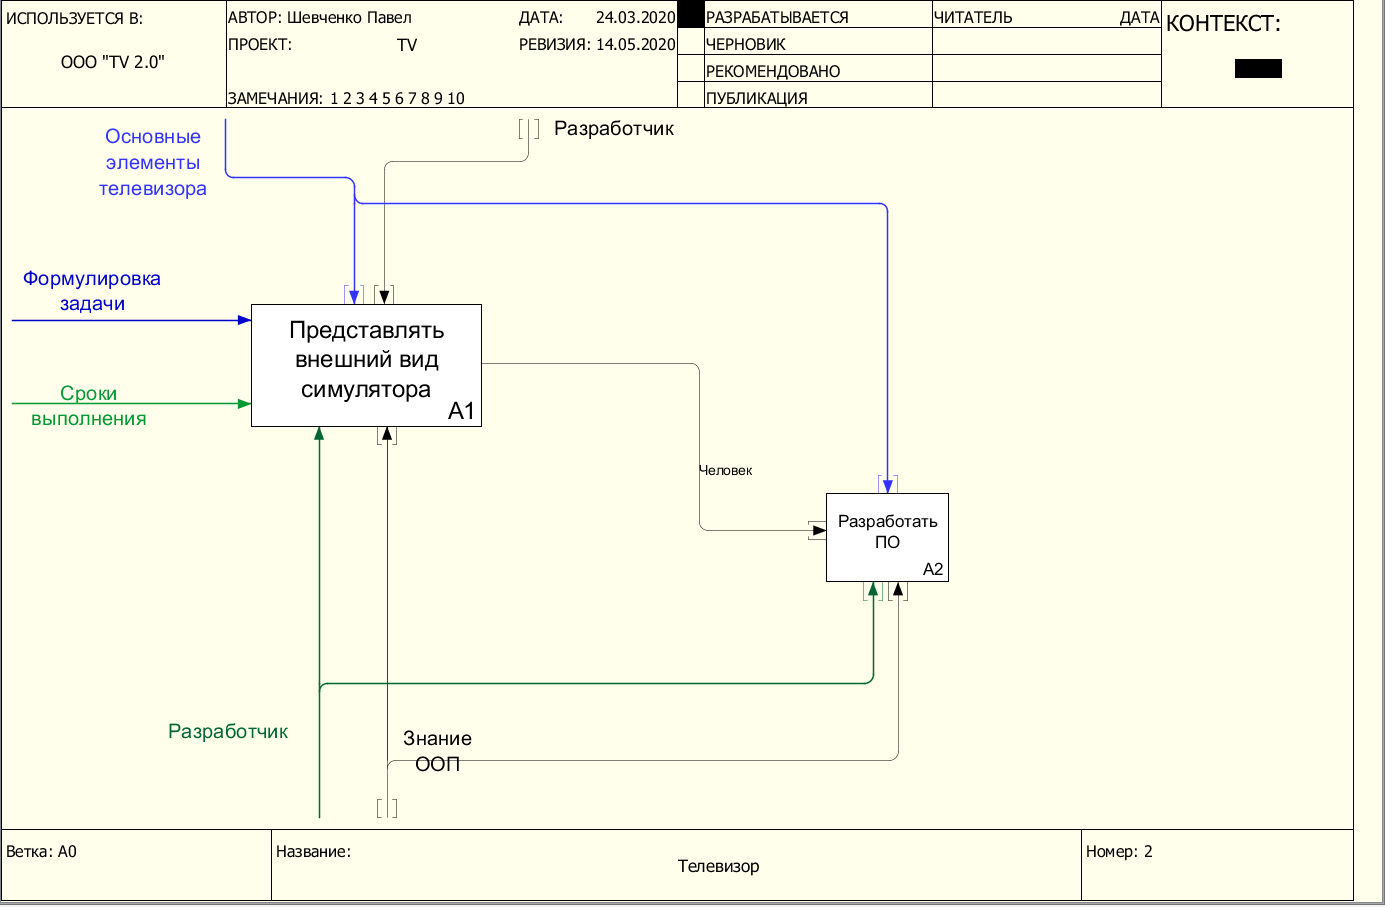 ИСПОЛЬЗУЕТСЯ В:
ООО "TV 2.0"
АВТОР: Шевченко Павел
ДАТА: 24.03.2020
ПРОЕКТ: TV
РЕВИЗИЯ: 14.05.2020
ЗАМЕЧАНИЯ: 1 2 3 4 5 6 7 8 9 10
РАЗРАБАТЫВАЕТСЯ
ЧЕРНОВИК
РЕКОМЕНДОВАНО
ПУБЛИКАЦИЯ
ЧИТАТЕЛЬ ДАТА
КОНТЕКСТ:
Основные
элементы
телевизора
Разработчик
Формулировка
задачи
Сроки
выполнения
Представлять
внешний вид
симулятора
A1
Человек
Разработать
ПО
A2
Разработчик
Знание
ООП
Ветка: A0
Название:
Телевизор
Номер: 2